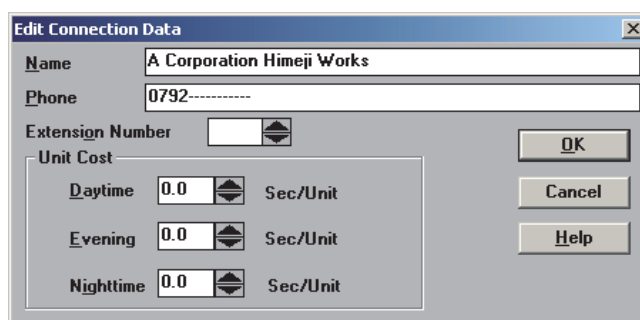 Edit Connection Data
Name A Corporation Himeji Works
Phone 0792-----------
Extension Number
OK
Unit Cost
Daytime 0.0 Sec/Unit
Cancel
Evening 0.0 Sec/Unit
Help
Nighttime 0.0 Sec/Unit